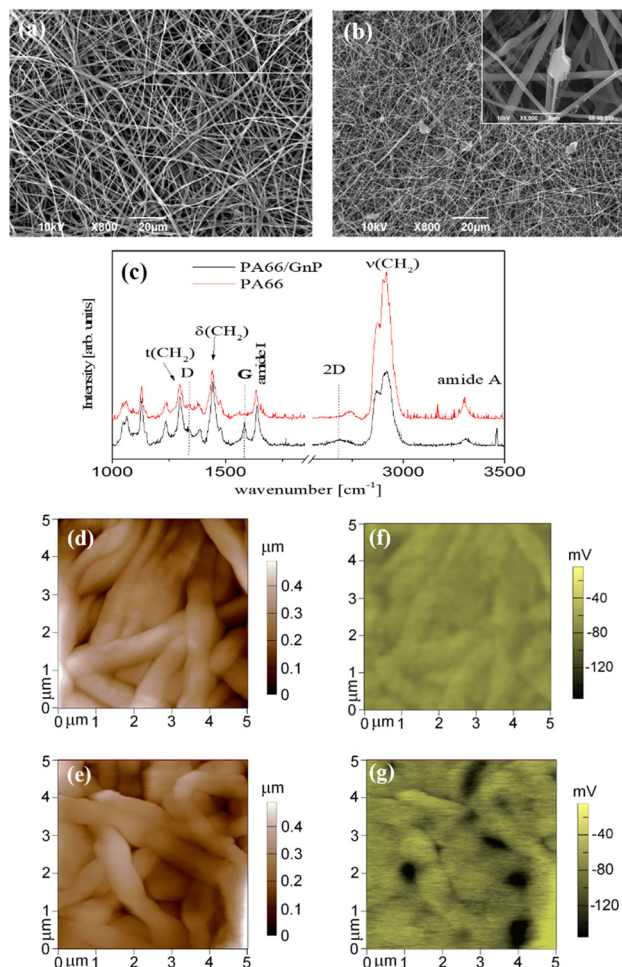 (a)
10kV X800 20μm
(b)
10kV X5,000
10kV X800 20μm
(c)
PA66/GnP
PA66
ν(CH2)
δ(CH2)
t(CH2)
D
G
amide I
2D
amide A
Intensity [arb. units]
1000 1500 3000 3500
wavenumber [cm-1]
(d)
5
4
3
2
1
0 μm 1 2 3 4 5
μm
μm
0.4
0.3
0.2
0.1
0
(f)
5
4
3
2
1
0 μm 1 2 3 4 5
μm
mV
-40
-80
-120
(e)
5
4
3
2
1
0
0 μm 1 2 3 4 5
μm
μm
0.4
0.3
0.2
0.1
0
(g)
5
4
3
2
1
0
0 μm 1 2 3 4 5
μm
mV
-40
-80
-120